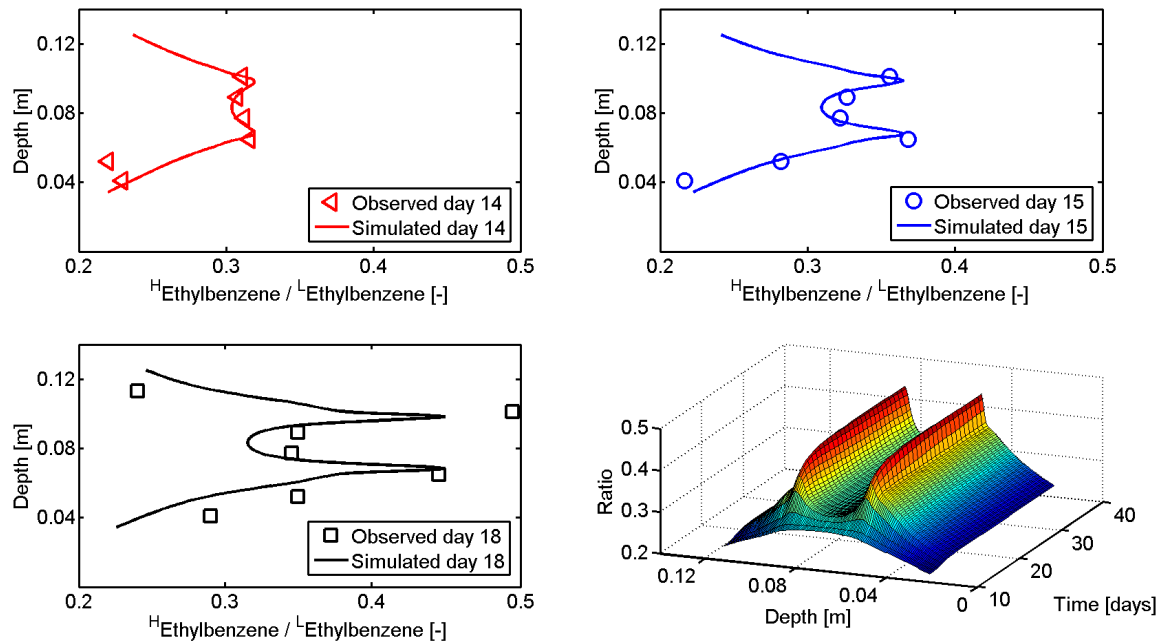 0.12
0.08
0.04
Depth [m]
Observed day 14
Simulated day 14
0.2 0.3 0.4 0.5
ᴴEthylbenzene / ᴸEthylbenzene [-]
0.12
0.08
0.04
Depth [m]
Observed day 15
Simulated day 15
0.2 0.3 0.4 0.5
ᴴEthylbenzene / ᴸEthylbenzene [-]
0.12
0.08
0.04
Depth [m]
Observed day 18
Simulated day 18
0.2 0.3 0.4 0.5
ᴴEthylbenzene / ᴸEthylbenzene [-]
0.5
0.4
0.3
0.2
Ratio
0.12 0.08 0.04 0
Depth [m]
10 20 30 40
Time [days]